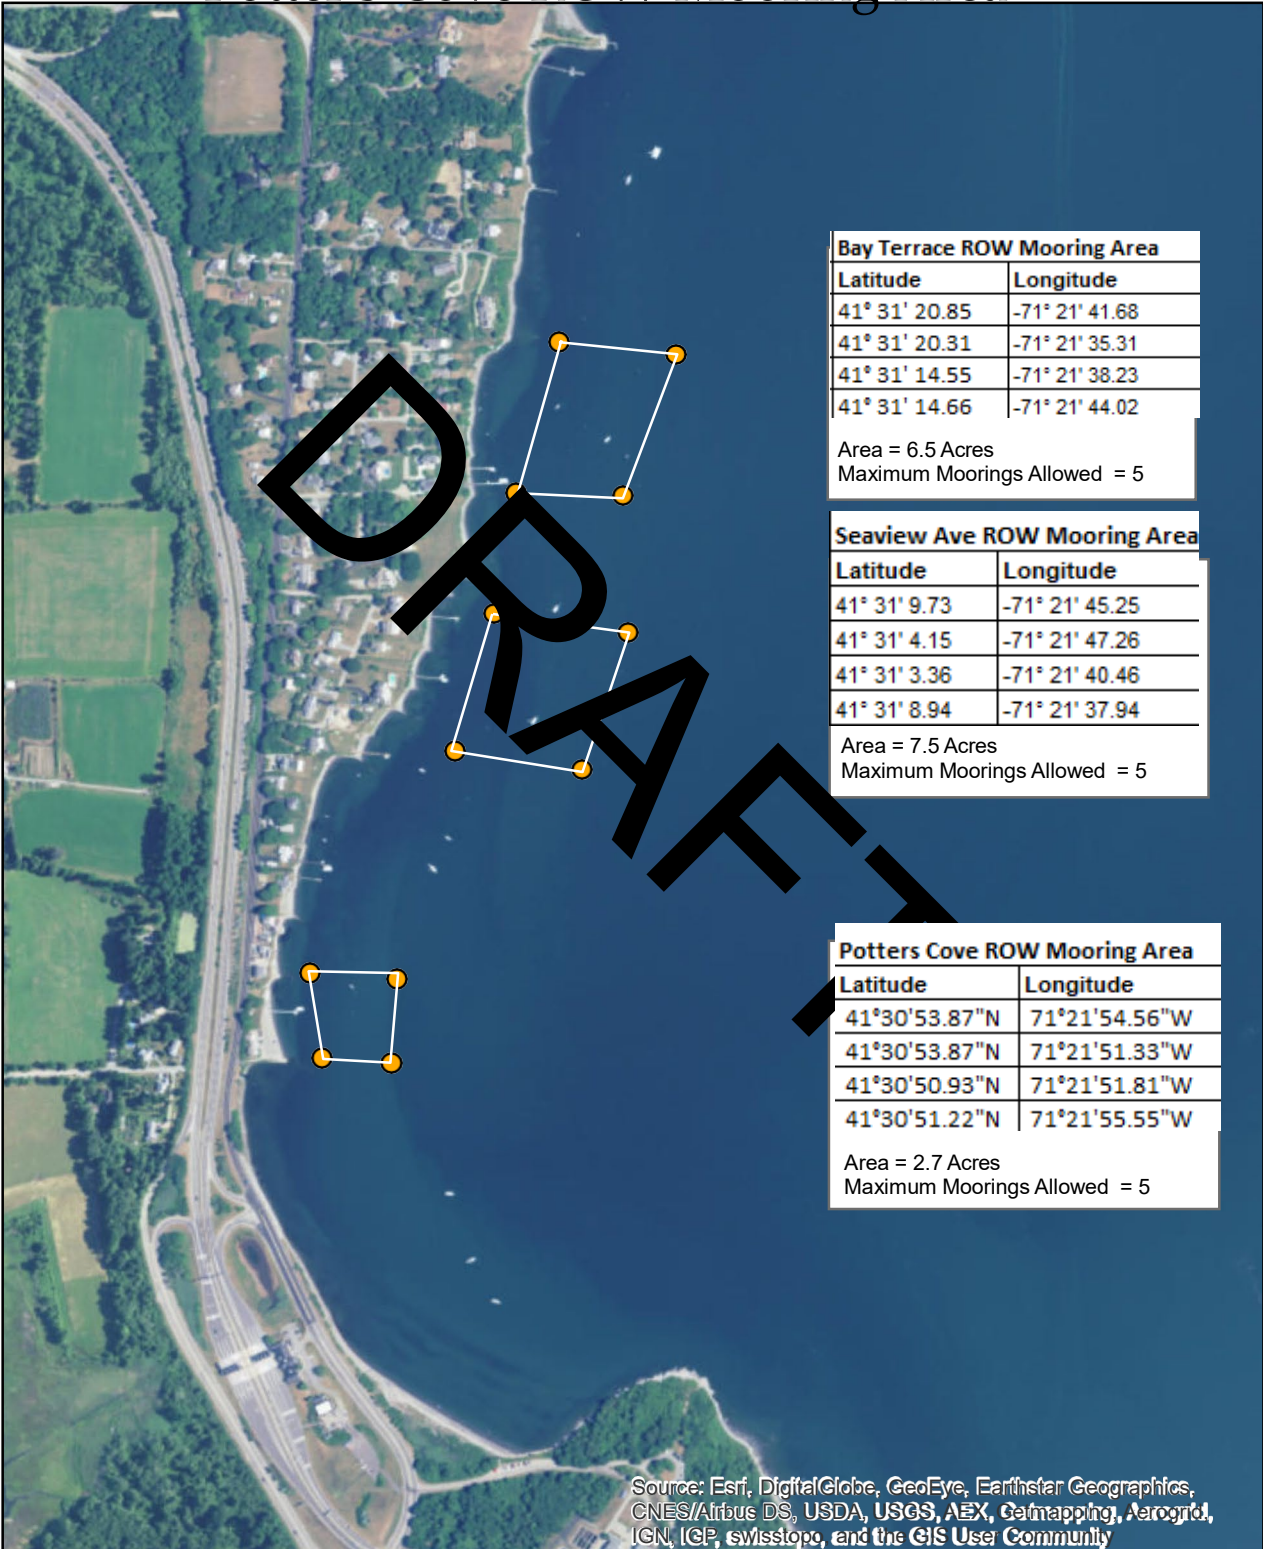 Potters Cove ROW Mooring Area
Bay Terrace ROW Mooring Area
Latitude Longitude
41° 31' 20.85 -71° 21' 41.68
41° 31' 20.31 -71° 21' 35.31
41° 31' 14.55 -71° 21' 38.23
41° 31' 14.66 -71° 21' 44.02
Area = 6.5 Acres
Maximum Moorings Allowed = 5
DRAFT
Seaview Ave ROW Mooring Area
Latitude Longitude
41° 31' 9.73 -71° 21' 45.25
41° 31' 4.15 -71° 21' 47.26
41° 31' 3.36 -71° 21' 40.46
41° 31' 8.94 -71° 21' 37.94
Area = 7.5 Acres
Maximum Moorings Allowed = 5
Potters Cove ROW Mooring Area
Latitude Longitude
41°30'53.87"N 71°21'54.56"W
41°30'53.87"N 71°21'51.33"W
41°30'50.93"N 71°21'51.81"W
41°30'51.22"N 71°21'55.55"W
Area = 2.7 Acres
Maximum Moorings Allowed = 5
Source: Esri, DigitalGlobe, GeoEye, Earthstar Geographics,
CNES/Airbus DS, USDA, USGS, AEX, Getmapping, Aerogrid,
IGN, IGP, swisstopo, and the GIS User Community